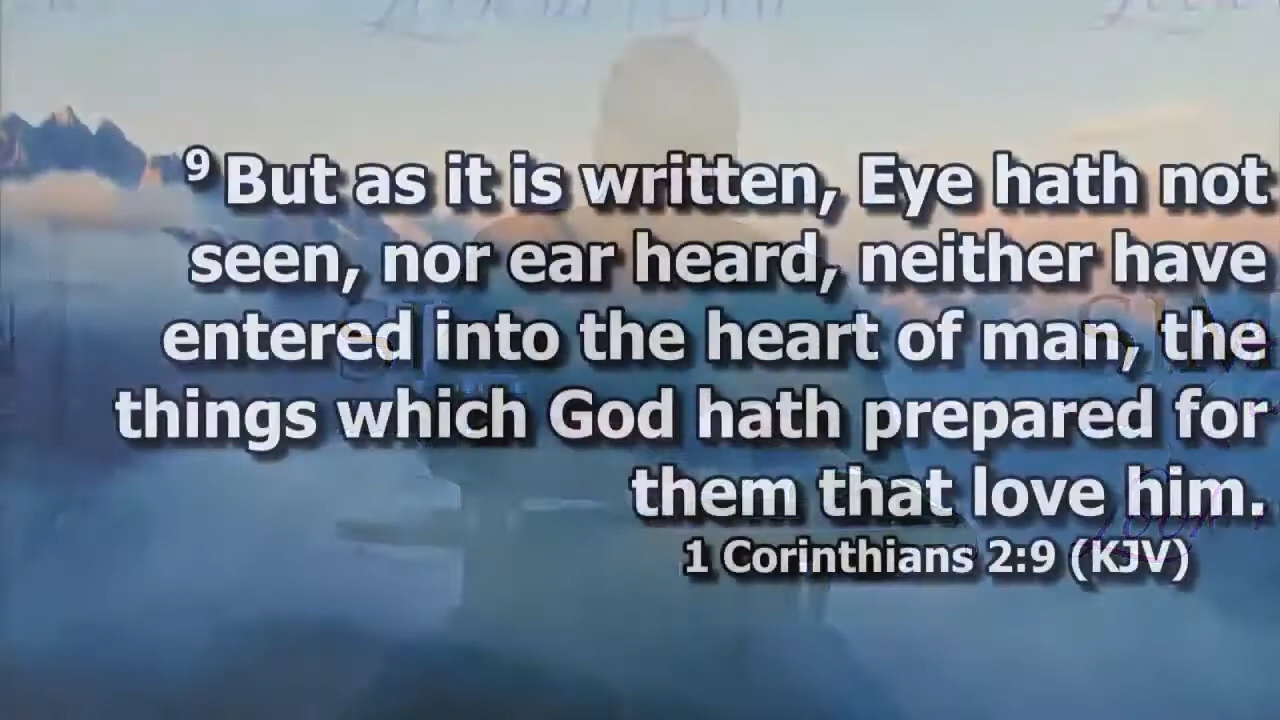 9 But as it is written, Eye hath not
seen, nor ear heard, neither have
entered into the heart of man, the
things which God hath prepared for
them that love him.
1 Corinthians 2:9 (KJV)